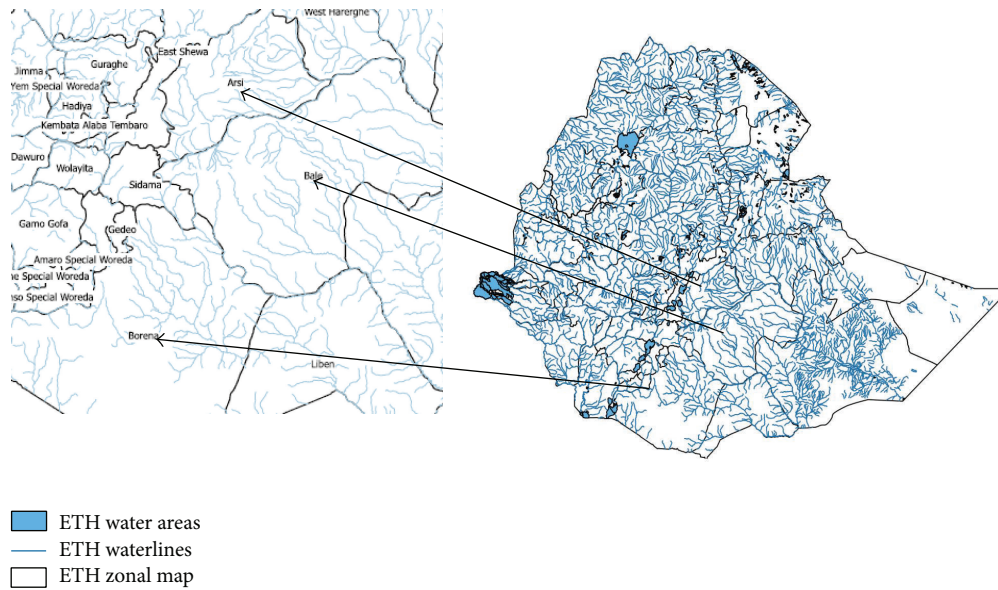 West Harerghe
East Shewa
Guraghe
Jimma
Yem Special Woreda
Arsi
Hadiya
Kembata Alaba Tembaro
Dawuro
Wolayita
Bale
Sidama
Gamo Gofa
Gedeo
Amaro Special Woreda
ne Special Woreda
nso Special Woreda
Borena
Liben
ETH water areas
ETH waterlines
ETH zonal map